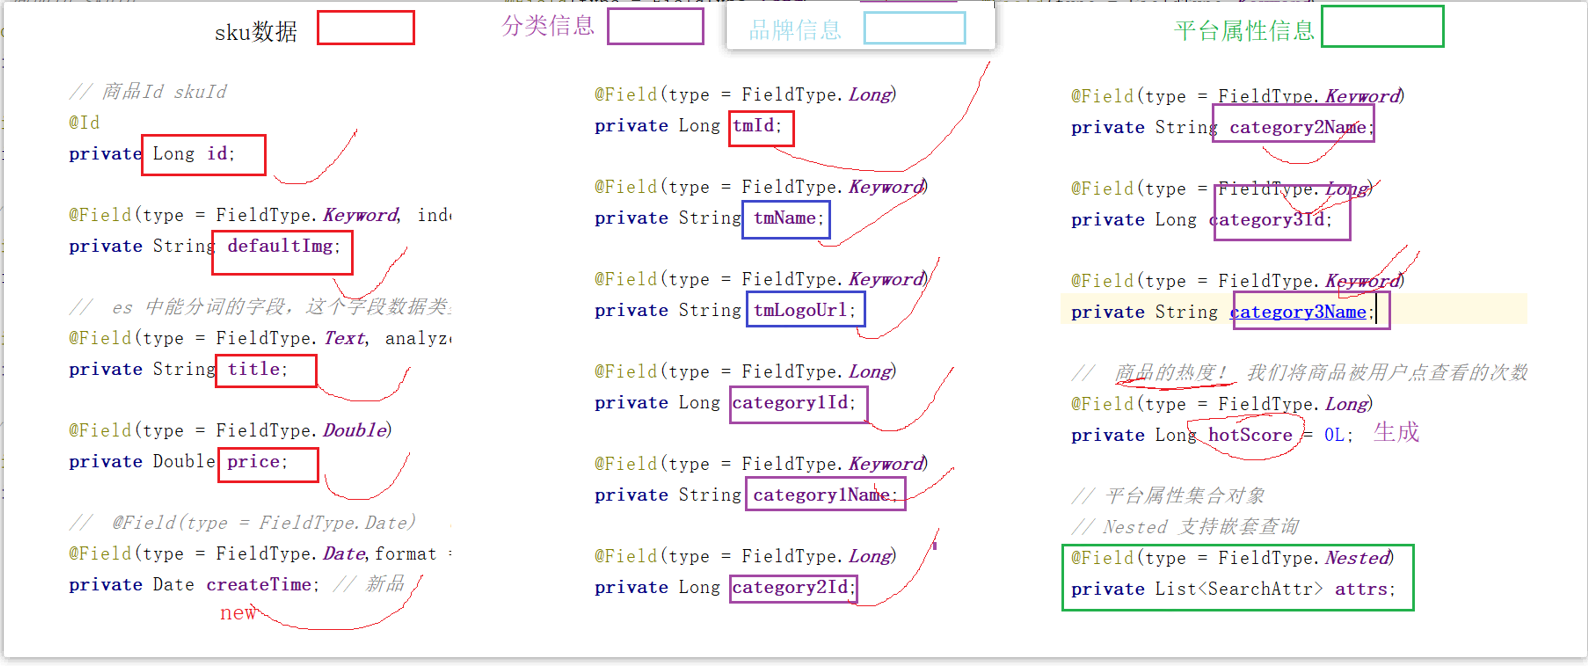 sku数据
分类信息
品牌信息
平台属性信息
// 商品Id skuId
@Id
private Long id;
@Field(type = FieldType.Keyword, inde
private String defaultImg;
// es 中能分词的字段，这个字段数据类
@Field(type = FieldType.Text, analyze
private String title;
@Field(type = FieldType.Double)
private Double price;
// @Field(type = FieldType.Date)
@Field(type = FieldType.Date,format =
private Date createTime; // 新品
new
@Field(type = FieldType.Long)
private Long tmId;
@Field(type = FieldType.Keyword)
private String tmName;
@Field(type = FieldType.Keyword)
private String tmLogoUrl;
@Field(type = FieldType.Long)
private Long category1Id;
@Field(type = FieldType.Keyword)
private String category1Name;
@Field(type = FieldType.Long)
private Long category2Id;
@Field(type = FieldType.Keyword)
private String category2Name;
@Field(type = FieldType.Long)
private Long category3Id;
@Field(type = FieldType.Keyword)
private String category3Name;
// 商品的热度！ 我们将商品被用户点查看的次数
@Field(type = FieldType.Long)
private Long hotScore = 0L; 生成
// 平台属性集合对象
// Nested 支持嵌套查询
@Field(type = FieldType.Nested)
private List<SearchAttr> attrs;